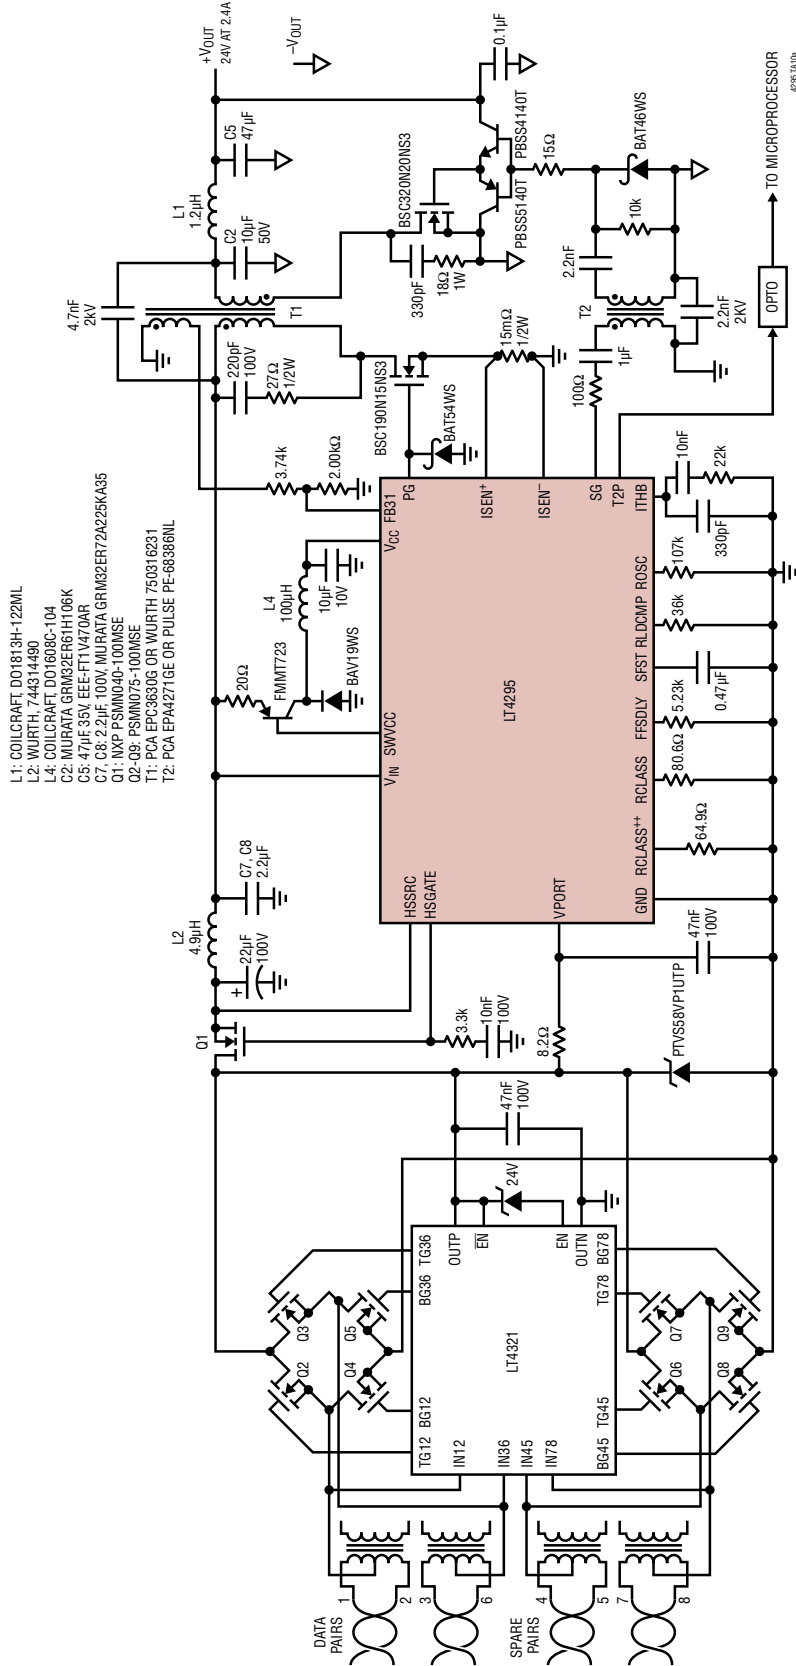 L1: COILCRAFT, DO1813H-122ML
L2: WURTH, 744314490
L4: COILCRAFT, DO1608C-104
C2: MURATA GRM32ER61H106K
C5: 47µF, 35V, EEE-FT1V470AR
C7, C8: 2.2µF, 100V, MURATA GRM32ER72A225KA35
Q1: NXP PSMN040-100MSE
Q2-Q9: PSMN075-100MSE
T1: PCA EPC3630G OR WURTH 750316231
T2: PCA EPA4271GE OR PULSE PE-68386NL
DATA
PAIRS
1
2
3
6
SPARE
PAIRS
4
5
7
8
Q2
Q3
Q4
Q5
TG12
BG12
BG36
TG36
IN12
IN36
IN45
IN78
LT4321
OUTP
EN
EN
OUTN
BG45
TG45
TG78
BG78
Q6
Q7
Q8
Q9
24V
47nF
100V
Q1
3.3k
10nF
100V
8.2Ω
PTVS58VP1UTP
47nF
100V
L2
4.9µH
+
22µF
100V
C7, C8
2.2µF
HSSRC
HSGATE
VPORT
VIN
SWVCC
VCC
FB31
LT4295
PG
ISEN+
ISEN−
SG
T2P
ITHB
GND
RCLASS++
RCLASS
FFSDLY
SFST
RLDCMP
ROSC
64.9Ω
80.6Ω
5.23k
0.47µF
36k
107k
330pF
10nF
22k
20Ω
FMMT723
BAV19WS
L4
100µH
10µF
10V
3.74k
2.00kΩ
220pF
100V
27Ω
1/2W
4.7nF
2kV
T1
BSC190N15NS3
BAT54WS
15mΩ
1/2W
100Ω
1µF
T2
2.2nF
2.2nF
2KV
10k
BAT46WS
15Ω
PBSS5140T
PBSS4140T
BSC320N20NS3
330pF
18Ω
1W
0.1µF
C2
10µF
50V
L1
1.2µH
C5
47µF
+VOUT
24V AT 2.4A
−VOUT
OPTO
TO MICROPROCESSOR
4295 TA10a